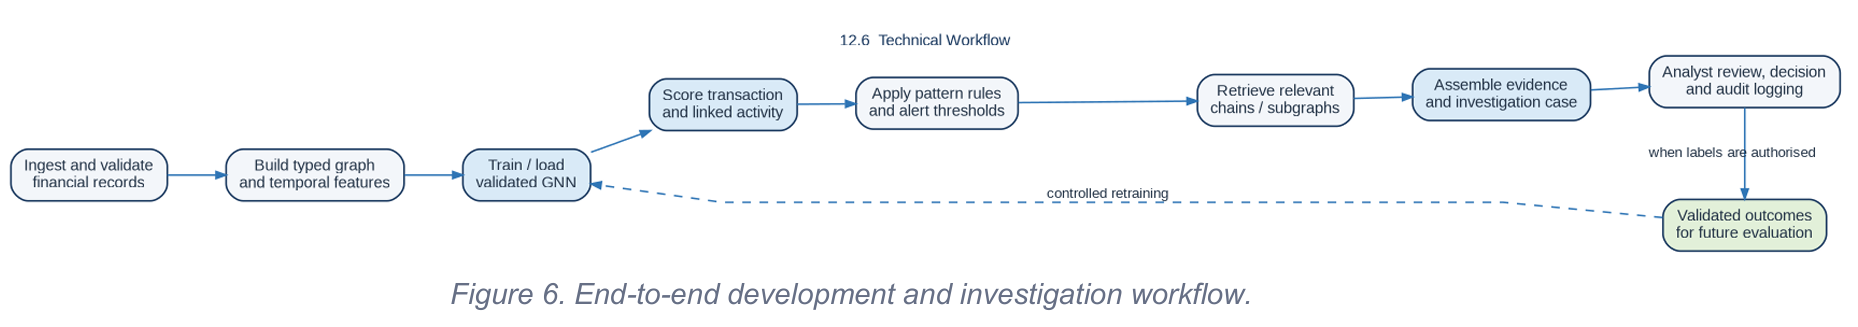 12.6 Technical Workflow
Ingest and validate
financial records
Build typed graph
and temporal features
Train / load
validated GNN
Score transaction
and linked activity
Apply pattern rules
and alert thresholds
Retrieve relevant
chains / subgraphs
Assemble evidence
and investigation case
Analyst review, decision
and audit logging
when labels are authorised
controlled retraining
Validated outcomes
for future evaluation
Figure 6. End-to-end development and investigation workflow.